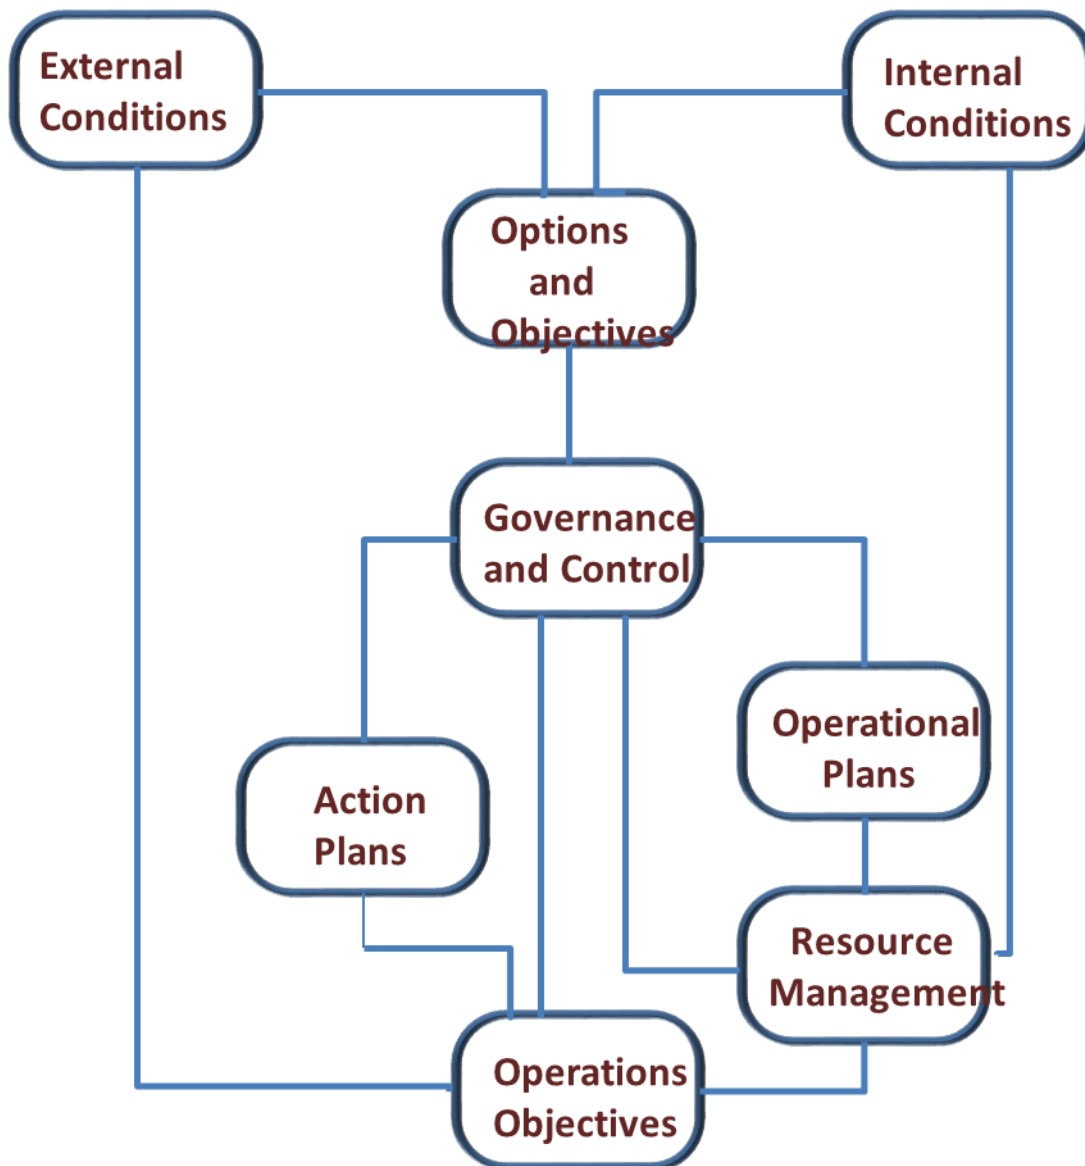 External
Conditions
Internal
Conditions
Options
and
Objectives
Governance
and Control
Operational
Plans
Action
Plans
Resource
Management
Operations
Objectives